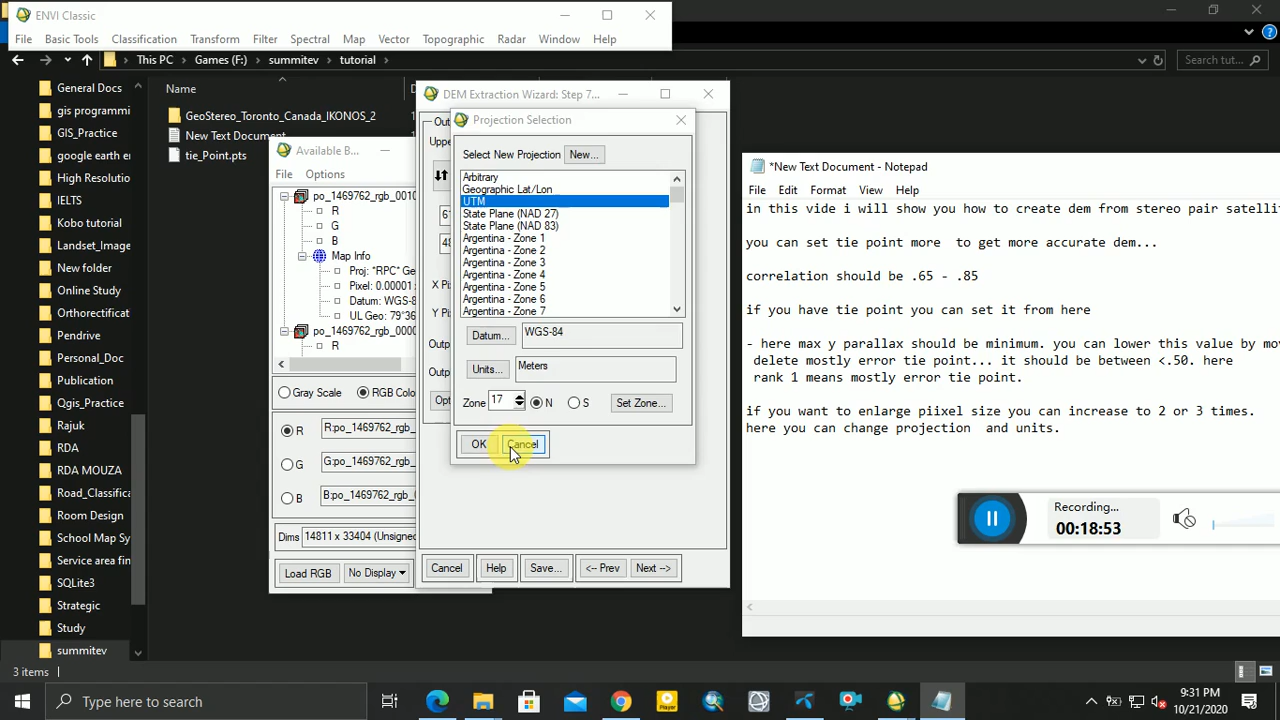 ENVI Classic
File Basic Tools Classification Transform Filter Spectral Map Vector Topographic Radar Window Help
This PC Games (F:) summitev tutorial
Search tut...
General Docs
gis programmi
GIS_Practice
google earth e
High Resolutio
IELTS
Kobo tutorial
Landset_Image
New folder
Online Study
Orthorectificat
Pendrive
Personal_Doc
Publication
Qgis_Practice
Rajuk
RDA
RDA MOUZA
Road_Classifica
Room Design
School Map Sy
Service area fin
SQLite3
Strategic
Study
summitev
3 items
Name
GeoStereo_Toronto_Canada_IKONOS_2
New Text Document
tie_Point.pts
Available B...
File Options
po_1469762_rgb_0010
R
G
B
Map Info
Proj: *RPC* Geo
Pixel: 0.00004
Datum: WGS-8
UL Geo: 79°36
po_1469762_rgb_0000
R
Gray Scale RGB Colo
R R:po_1469762_rgb_
G G:po_1469762_rgb_
B B:po_1469762_rgb_
Dims 14811 x 33404 (Unsigned
Load RGB No Display
DEM Extraction Wizard: Step 7...
Cancel Help Save... <-- Prev Next -->
Projection Selection
Select New Projection New...
Arbitrary
Geographic Lat/Lon
UTM
State Plane (NAD 27)
State Plane (NAD 83)
Argentina - Zone 1
Argentina - Zone 2
Argentina - Zone 3
Argentina - Zone 4
Argentina - Zone 5
Argentina - Zone 6
Argentina - Zone 7
Datum... WGS-84
Units... Meters
Zone 17 N S Set Zone...
OK Cancel
*New Text Document - Notepad
File Edit Format View Help
in this vide i will show you how to create dem from stereo pair satelli
you can set tie point more to get more accurate dem...
correlation should be .65 - .85
if you have tie point you can set it from here
- here max y parallax should be minimum. you can lower this value by mov
delete mostly error tie point... it should be between <.50. here
rank 1 means mostly error tie point.
if you want to enlarge piixel size you can increase to 2 or 3 times.
here you can change projection and units.
Recording...
00:18:53
Type here to search
9:31 PM
10/21/2020